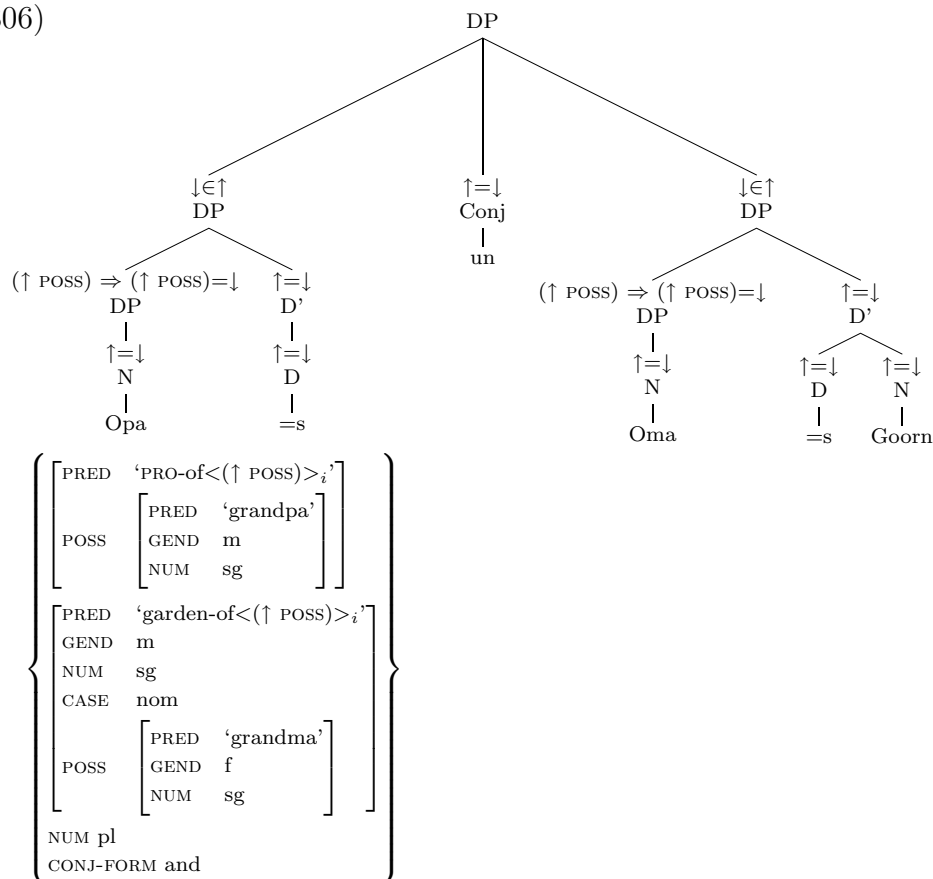 06)
DP
↓∈↑ ↑=↓ ↓∈↑
DP Conj DP
un
(↑ POSS) ⇒ (↑ POSS)=↓ ↑=↓ (↑ POSS) ⇒ (↑ POSS)=↓ ↑=↓
DP D' DP D'
↑=↓ ↑=↓ ↑=↓ ↑=↓ ↑=↓
N D N D N
Opa =s Oma =s Goorn
PRED ‘PRO-of<(↑ POSS)>i’
PRED ‘grandpa’
POSS GEND m
NUM sg
PRED ‘garden-of<(↑ POSS)>i’
GEND m
NUM sg
CASE nom
PRED ‘grandma’
POSS GEND f
NUM sg
NUM pl
CONJ-FORM and